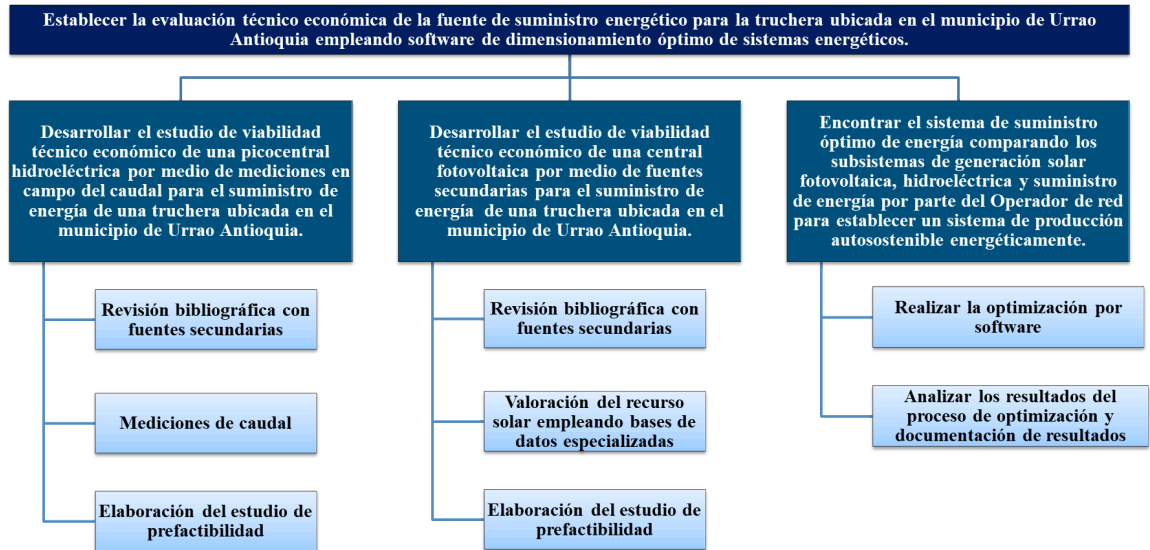 Establecer la evaluación técnico económica de la fuente de suministro energético para la truchera ubicada en el municipio de Urrao
Antioquia empleando software de dimensionamiento óptimo de sistemas energéticos.
Desarrollar el estudio de viabilidad
técnico económico de una picocentral
hidroeléctrica por medio de mediciones en
campo del caudal para el suministro de
energía de una truchera ubicada en el
municipio de Urrao Antioquia.
Revisión bibliográfica con
fuentes secundarias
Mediciones de caudal
Elaboración del estudio de
prefactibilidad
Desarrollar el estudio de viabilidad
técnico económico de una central
fotovoltaica por medio de fuentes
secundarias para el suministro de
energía de una truchera ubicada en el
municipio de Urrao Antioquia.
Revisión bibliográfica con
fuentes secundarias
Valoración del recurso
solar empleando bases de
datos especializadas
Elaboración del estudio de
prefactibilidad
Encontrar el sistema de suministro
óptimo de energía comparando los
subsistemas de generación solar
fotovoltaica, hidroeléctrica y suministro
de energía por parte del Operador de red
para establecer un sistema de producción
autosostenible energéticamente.
Realizar la optimización por
software
Analizar los resultados del
proceso de optimización y
documentación de resultados